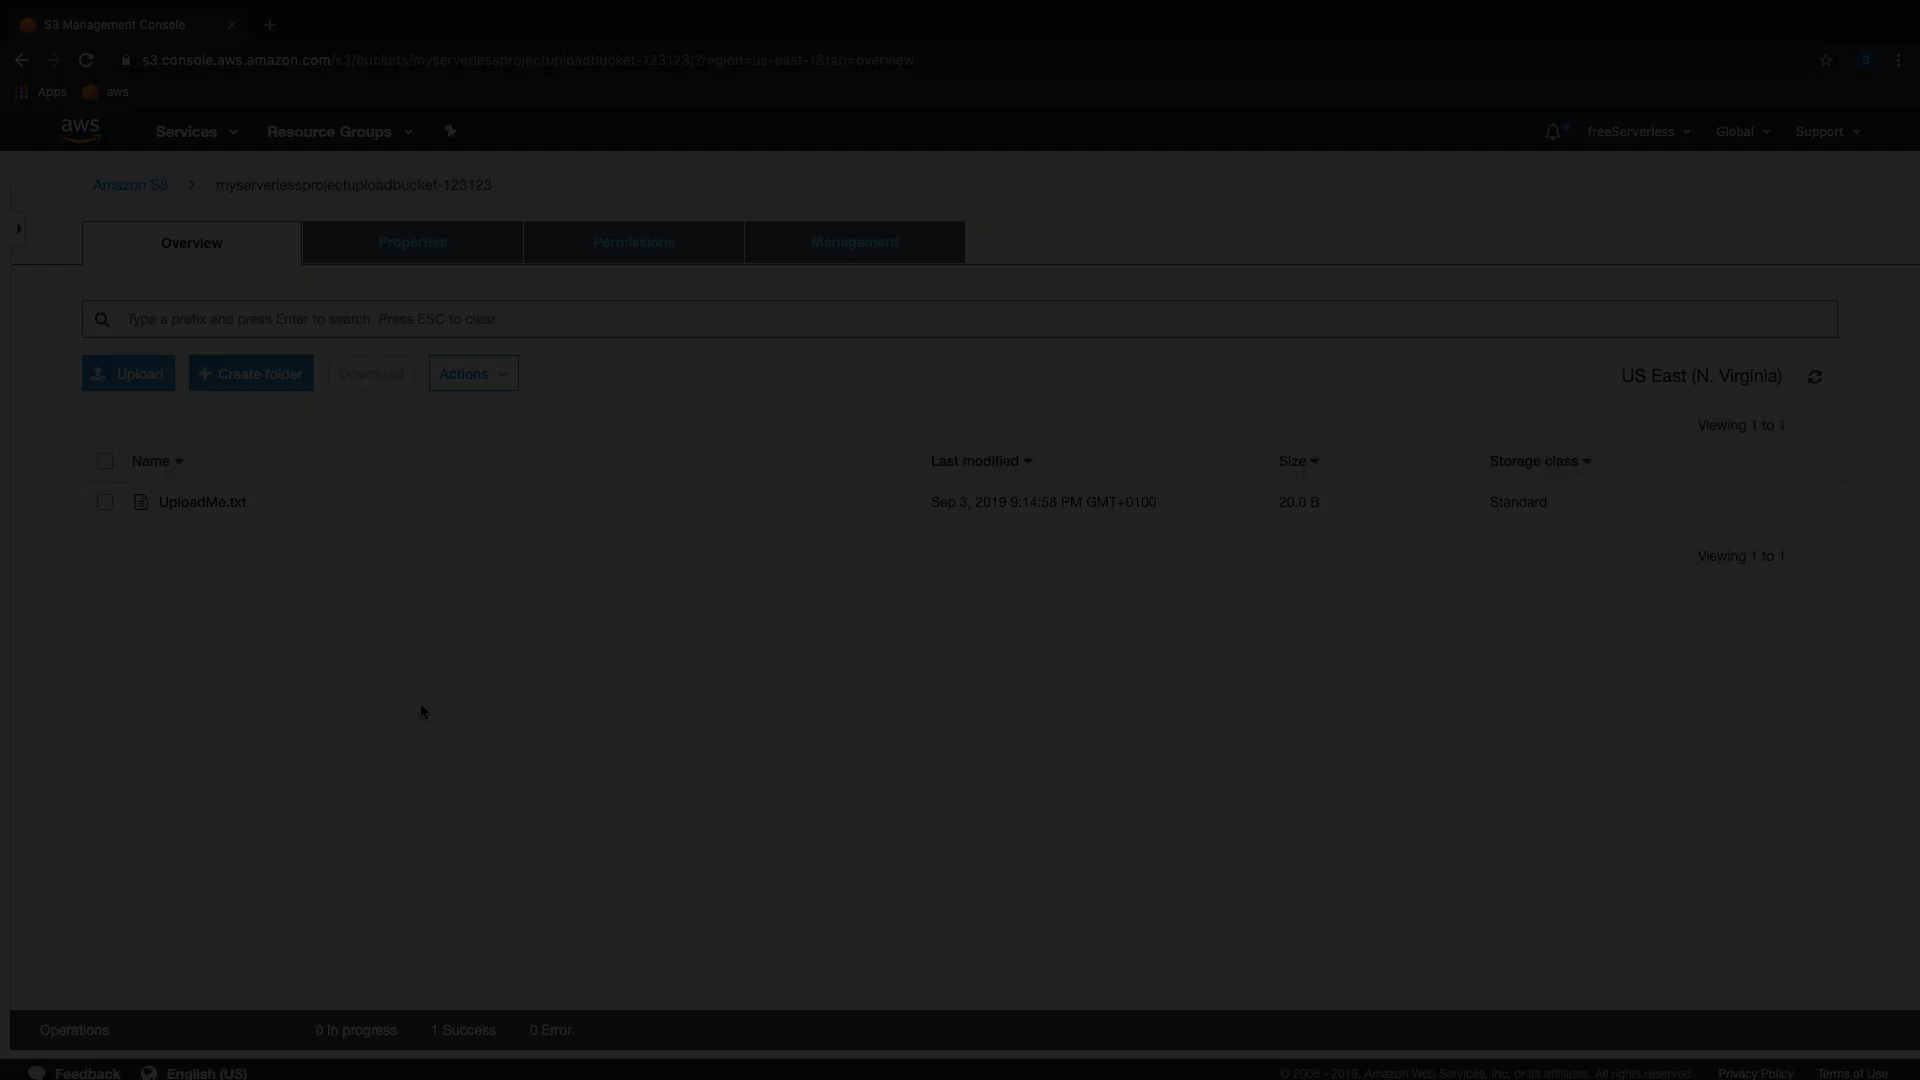 S3 Management Console
s3.console.aws.amazon.com/s3/buckets/myserverlessprojectuploadbucket-123123/?region=us-east-1&tab=overview
S
Apps aws
aws Services Resource Groups freeServerless Global Support
Amazon S3 myserverlessprojectuploadbucket-123123
Overview Properties Permissions Management
Type a prefix and press Enter to search. Press ESC to clear.
Upload Create folder Download Actions US East (N. Virginia)
Viewing 1 to 1
Name Last modified Size Storage class
UploadMe.txt Sep 3, 2019 9:14:58 PM GMT+0100 20.0 B Standard
Viewing 1 to 1
Operations 0 In progress 1 Success 0 Error
Feedback English (US) © 2008 - 2019, Amazon Web Services, Inc. or its affiliates. All rights reserved. Privacy Policy Terms of Use